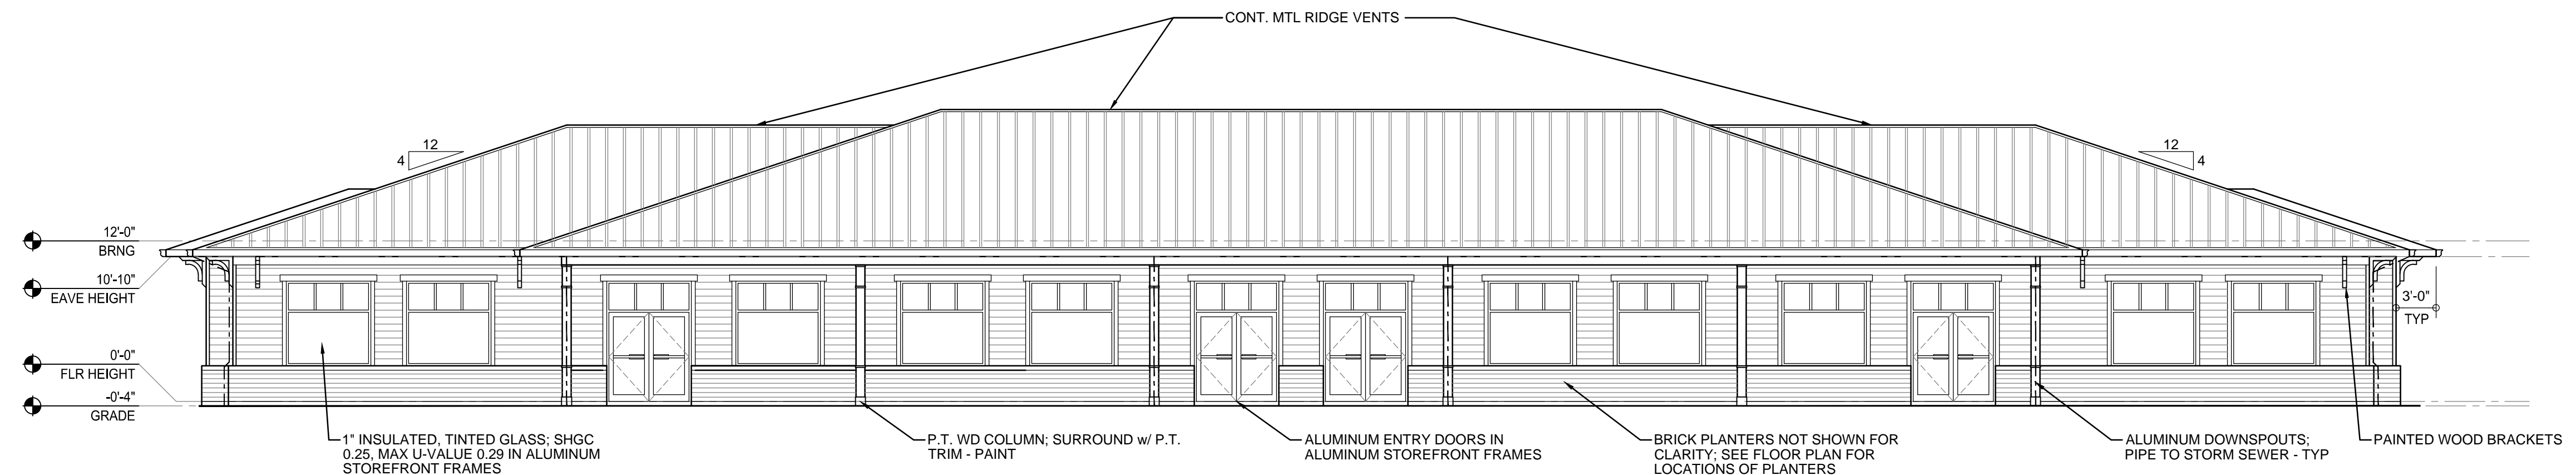 CONT. MTL RIDGE VENTS
12
4
12
4
12'-0"
BRNG
10'-10"
EAVE HEIGHT
3'-0"
TYP
0'-0"
FLR HEIGHT
-0'-4"
GRADE
1" INSULATED, TINTED GLASS; SHGC
0.25, MAX U-VALUE 0.29 IN ALUMINUM
STOREFRONT FRAMES
P.T. WD COLUMN; SURROUND w/ P.T.
TRIM - PAINT
ALUMINUM ENTRY DOORS IN
ALUMINUM STOREFRONT FRAMES
BRICK PLANTERS NOT SHOWN FOR
CLARITY; SEE FLOOR PLAN FOR
LOCATIONS OF PLANTERS
ALUMINUM DOWNSPOUTS;
PIPE TO STORM SEWER - TYP
PAINTED WOOD BRACKETS